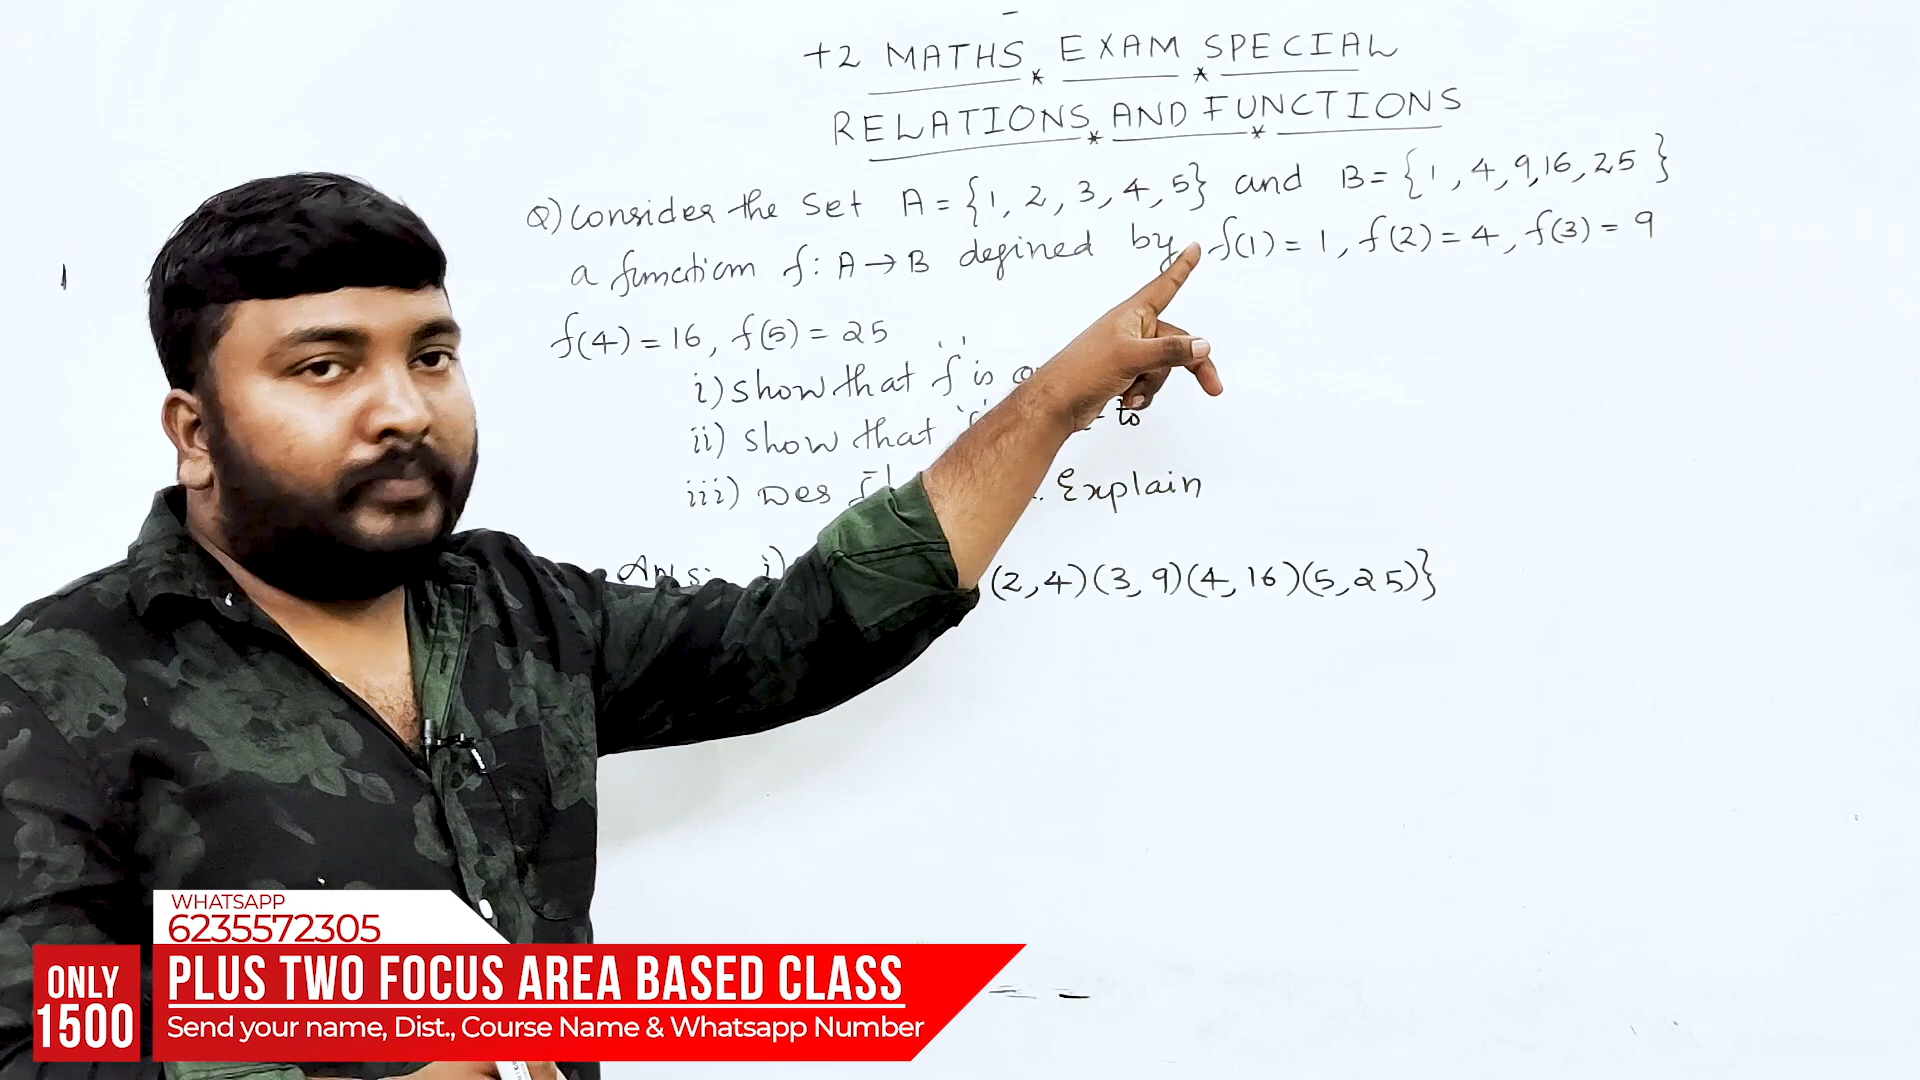 +2 MATHS EXAM SPECIAL
RELATIONS AND FUNCTIONS
Q) Consider the Set A = {1, 2, 3, 4, 5} and B = {1, 4, 9, 16, 25}
a function f: A → B defined by f(1) = 1, f(2) = 4, f(3) = 9
f(4) = 16, f(5) = 25
i) show that 'f' is
ii) show that to
iii) Does Explain
Ans: i) (2, 4)(3, 9)(4, 16)(5, 25)}
WHATSAPP
6235572305
ONLY
1500
PLUS TWO FOCUS AREA BASED CLASS
Send your name, Dist., Course Name & Whatsapp Number